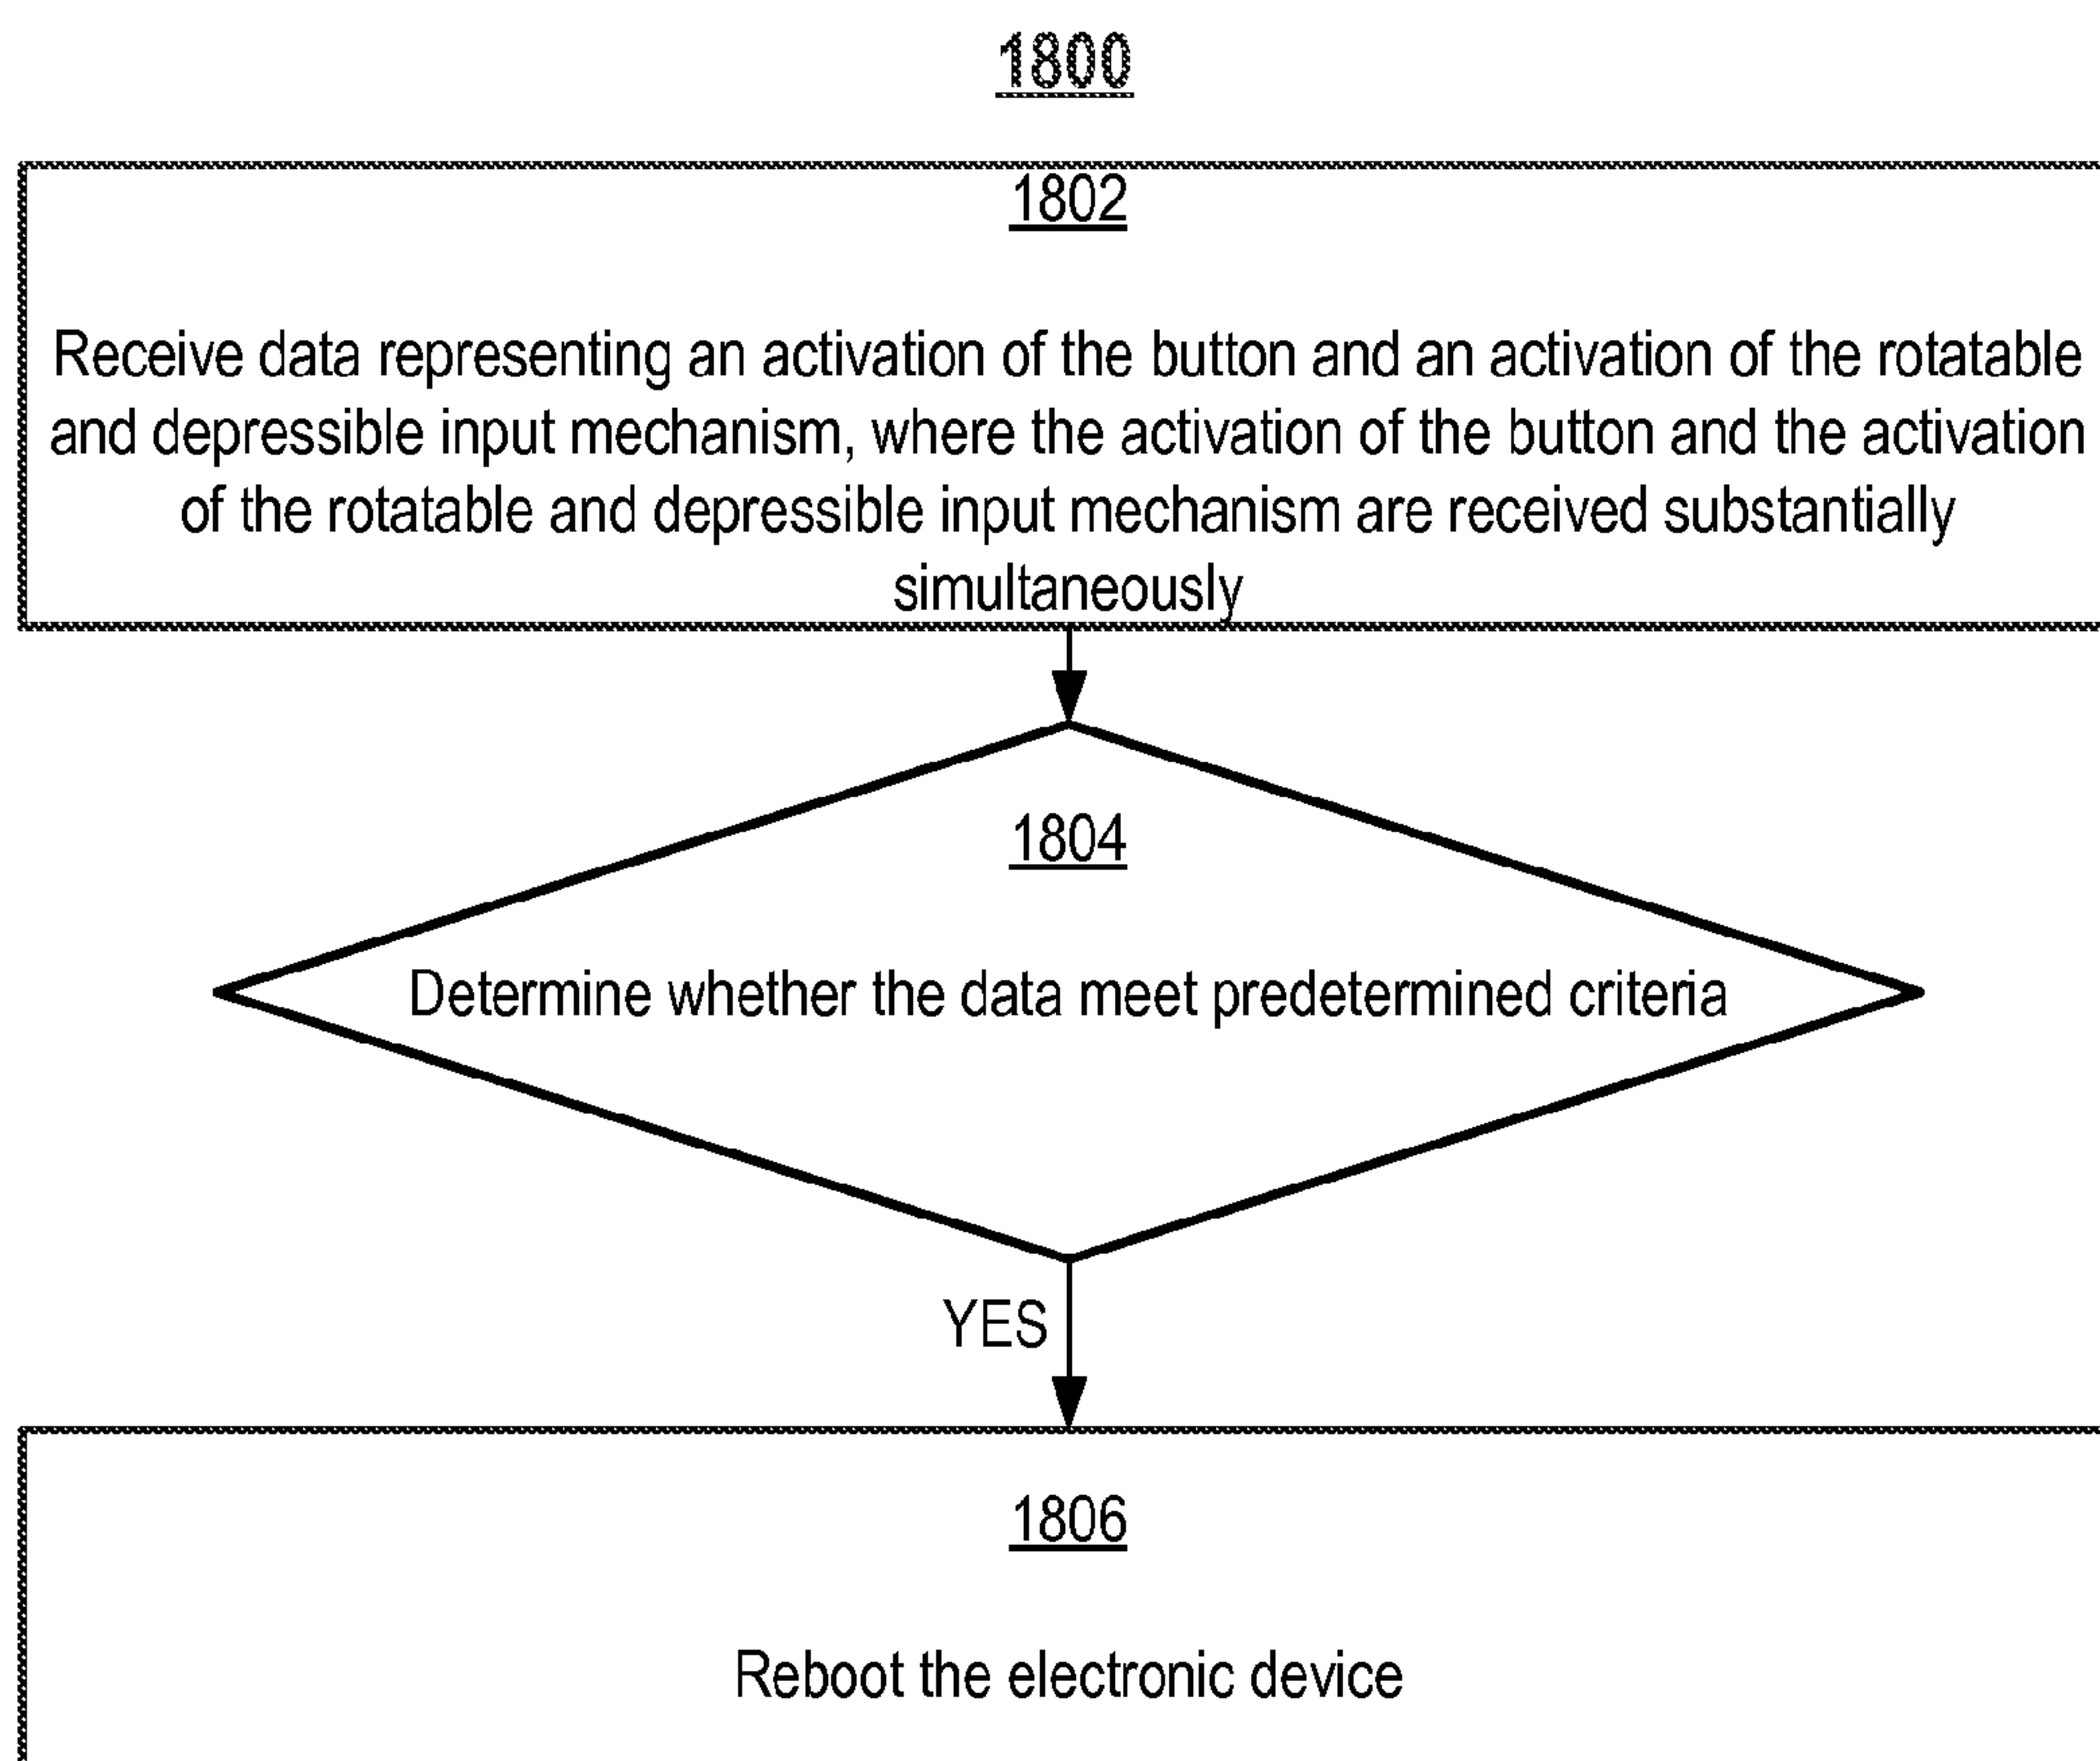 1800
1802
Receive data representing an activation of the button and an activation of the rotatable
and depressible input mechanism, where the activation of the button and the activation
of the rotatable and depressible input mechanism are received substantially
simultaneously
1804
Determine whether the data meet predetermined criteria
YES
1806
Reboot the electronic device